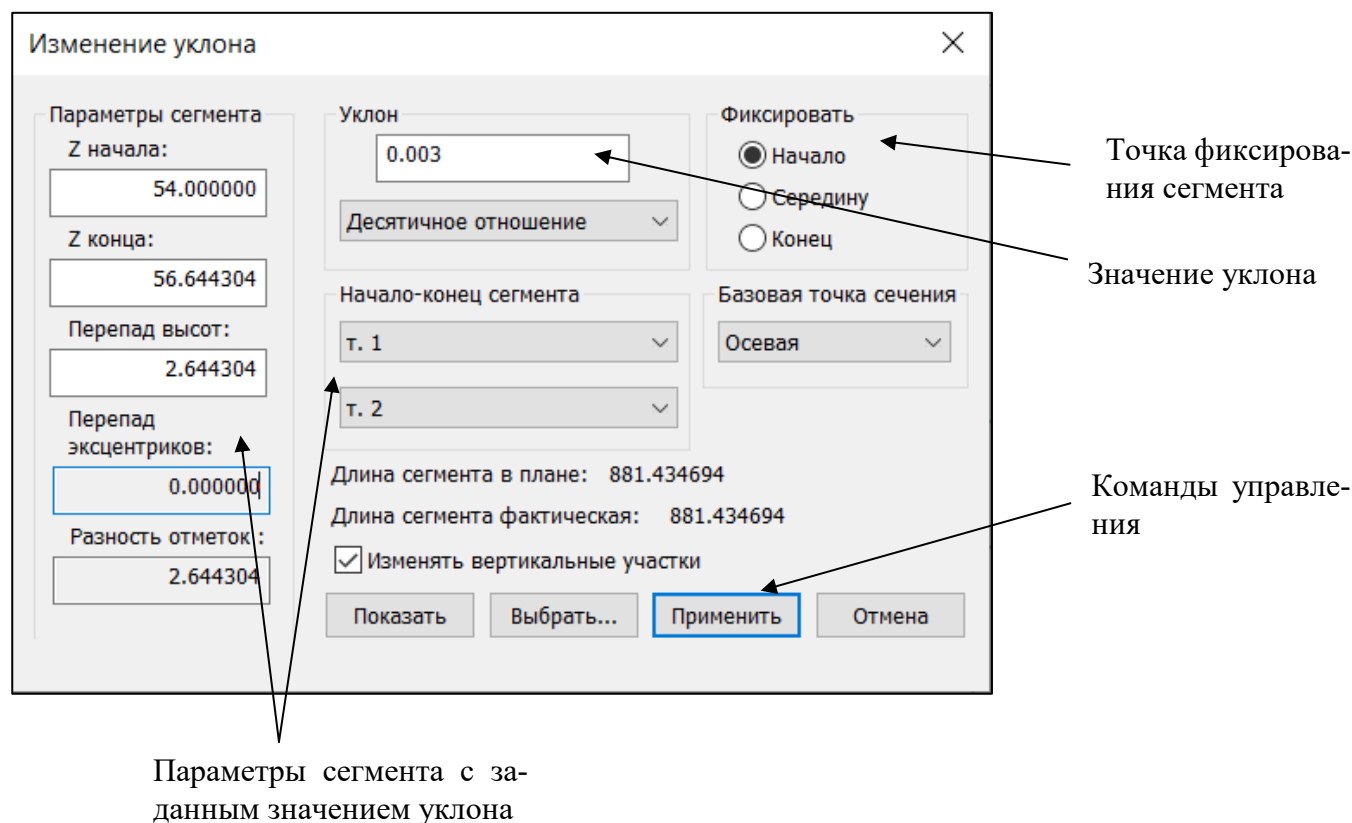 Изменение уклона
Параметры сегмента
Z начала:
54.000000
Z конца:
56.644304
Перепад высот:
2.644304
Перепад
эксцентриков:
0.000000
Разность отметок :
2.644304
Уклон
0.003
Десятичное отношение
Начало-конец сегмента
т. 1
т. 2
Фиксировать
Начало
Середину
Конец
Базовая точка сечения
Осевая
Длина сегмента в плане: 881.434694
Длина сегмента фактическая: 881.434694
Изменять вертикальные участки
Показать Выбрать... Применить Отмена
Точка фиксирова-
ния сегмента
Значение уклона
Команды управле-
ния
Параметры сегмента с за-
данным значением уклона